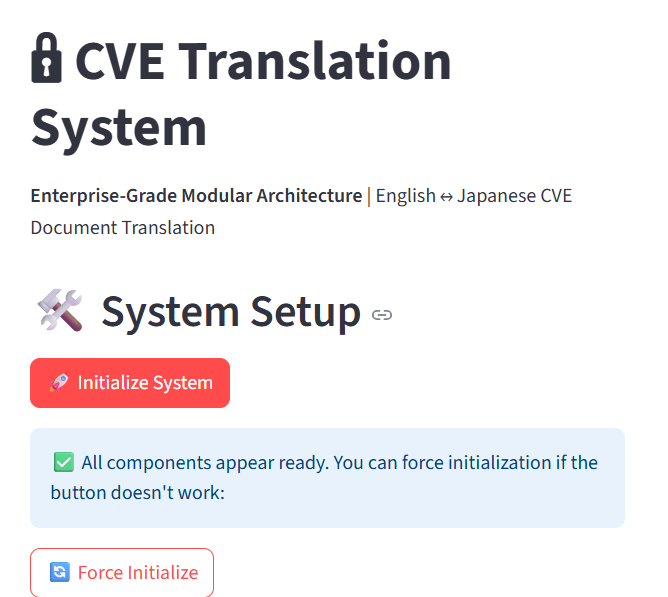 🔒 CVE Translation
System
Enterprise-Grade Modular Architecture | English ↔ Japanese CVE
Document Translation
🛠️ System Setup
🚀 Initialize System
✅ All components appear ready. You can force initialization if the
button doesn't work:
🔄 Force Initialize